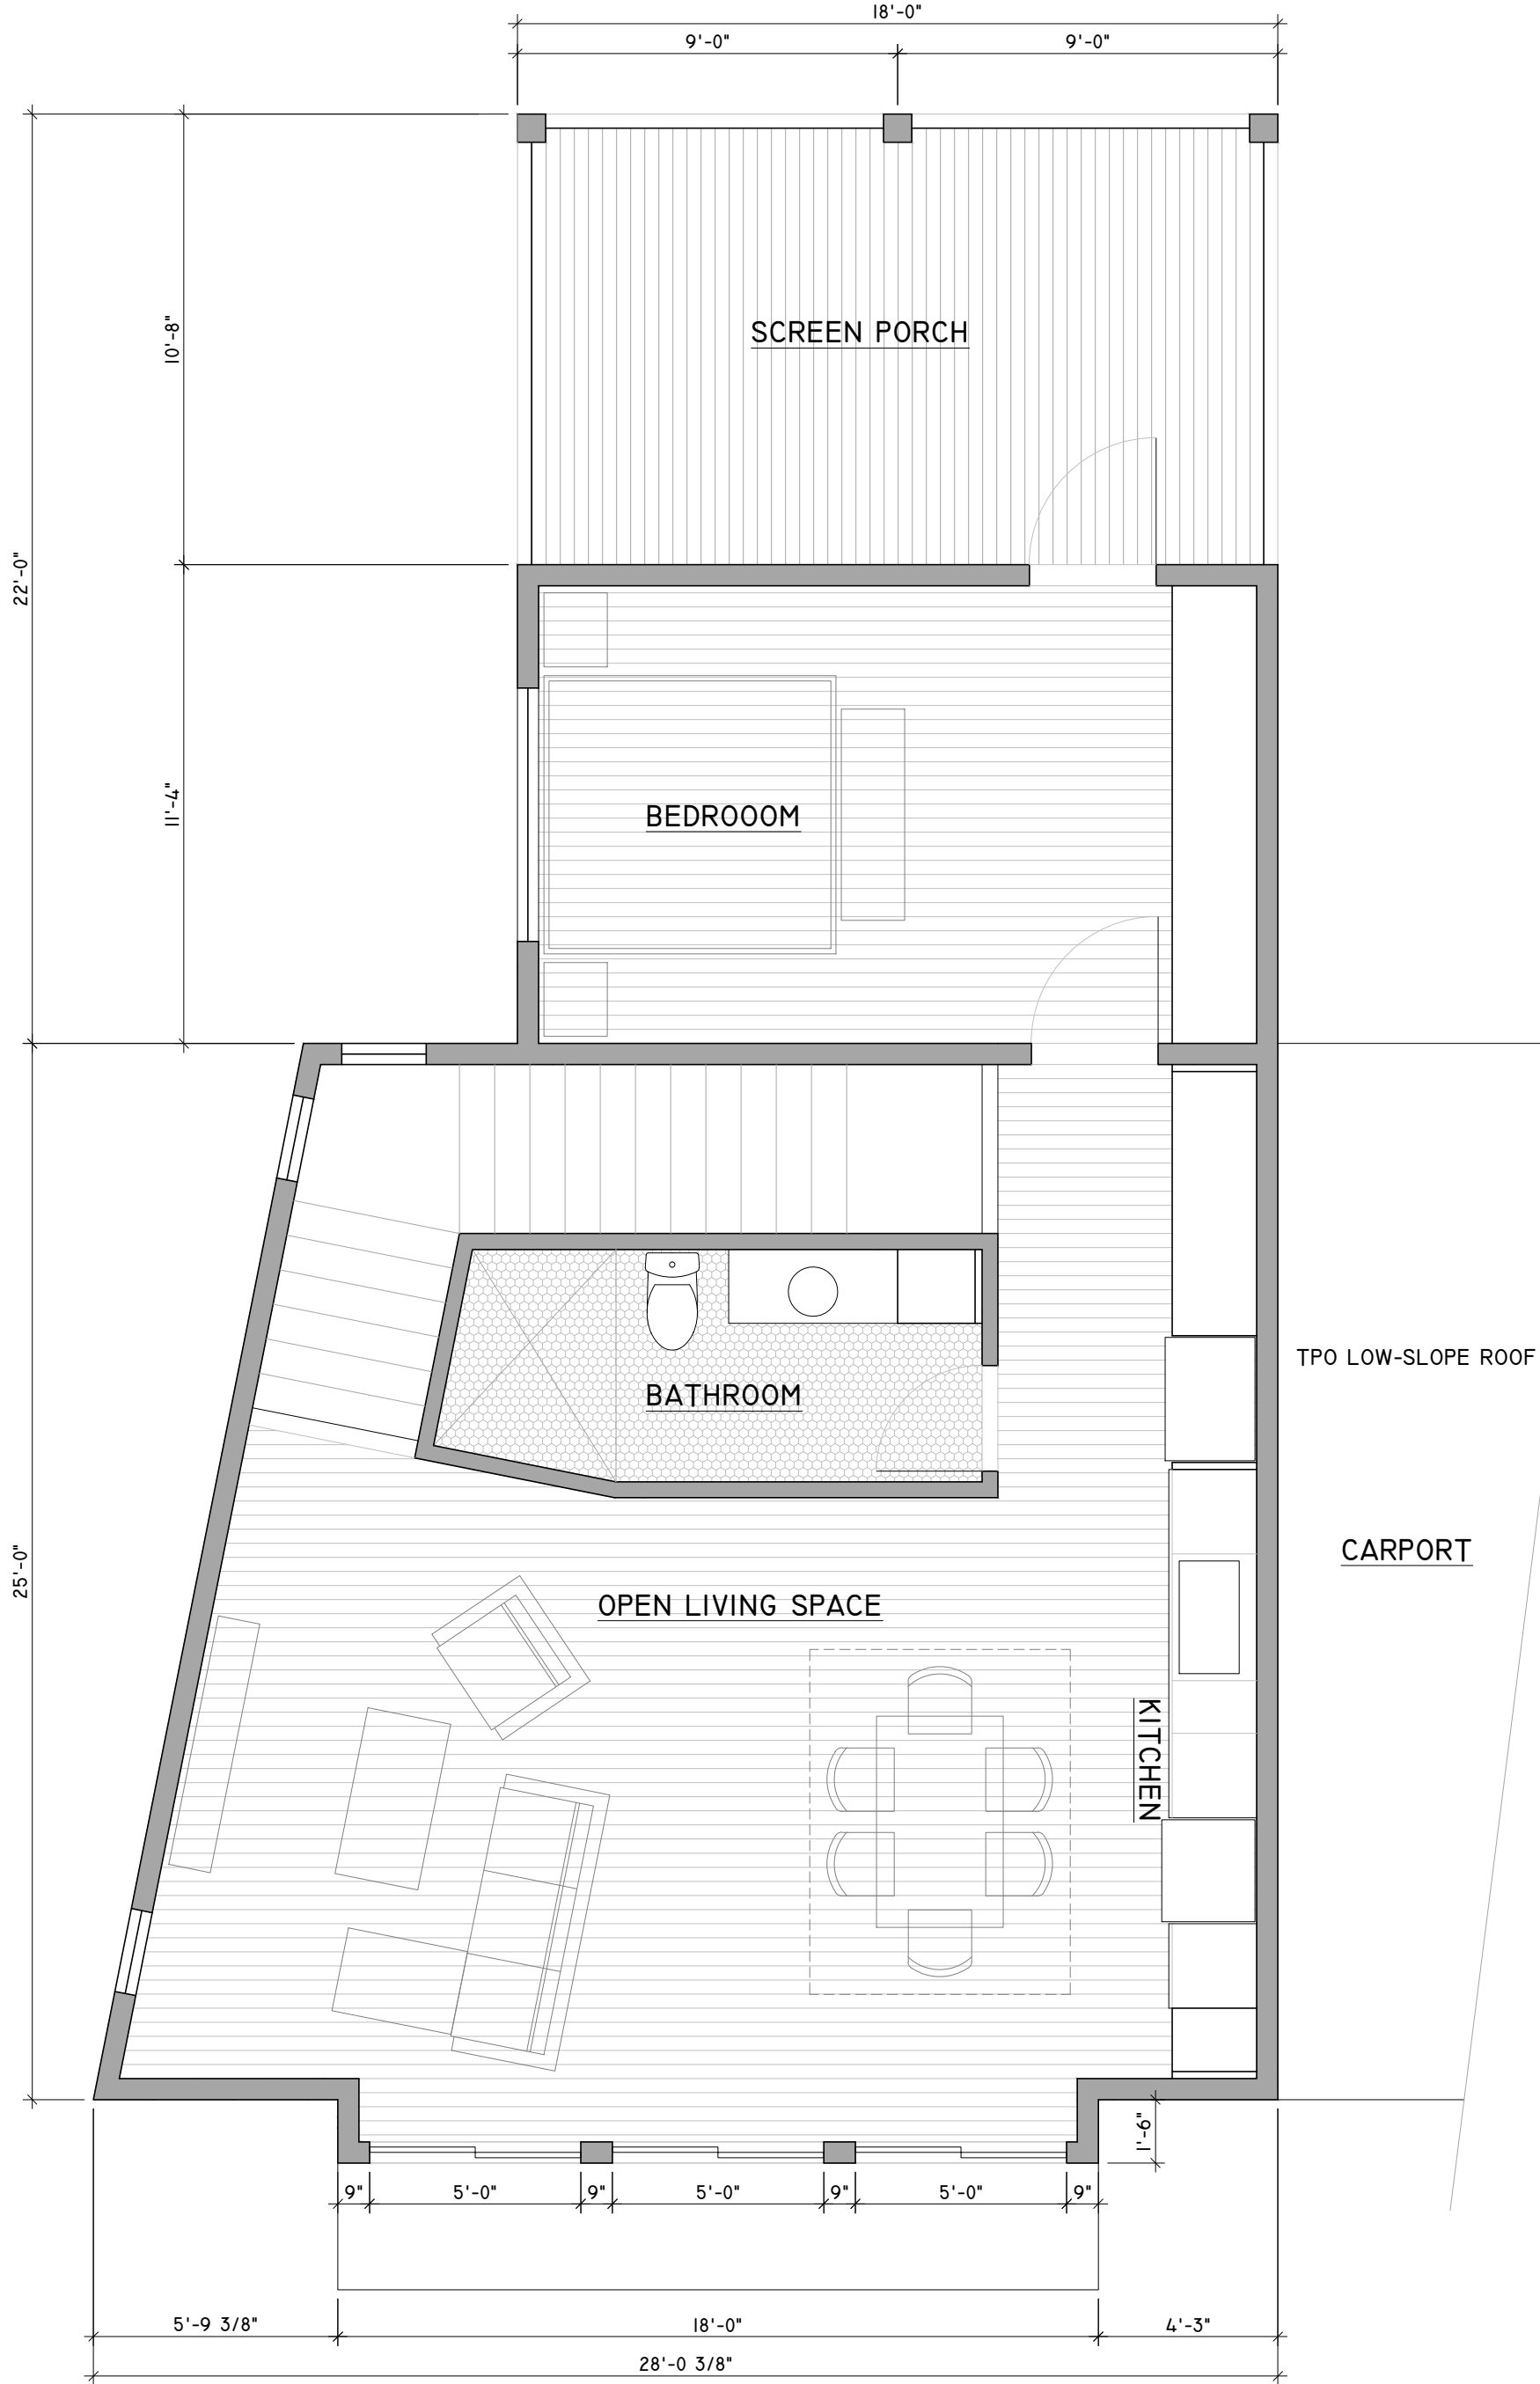 18'-0"
9'-0" 9'-0"
10'-8"
SCREEN PORCH
22'-0"
11'-4"
BEDROOOM
TPO LOW-SLOPE ROOF
BATHROOM
CARPORT
25'-0"
OPEN LIVING SPACE
KIITCHEN
1'-6"
9" 5'-0" 9" 5'-0" 9" 5'-0" 9"
5'-9 3/8" 18'-0" 4'-3"
28'-0 3/8"